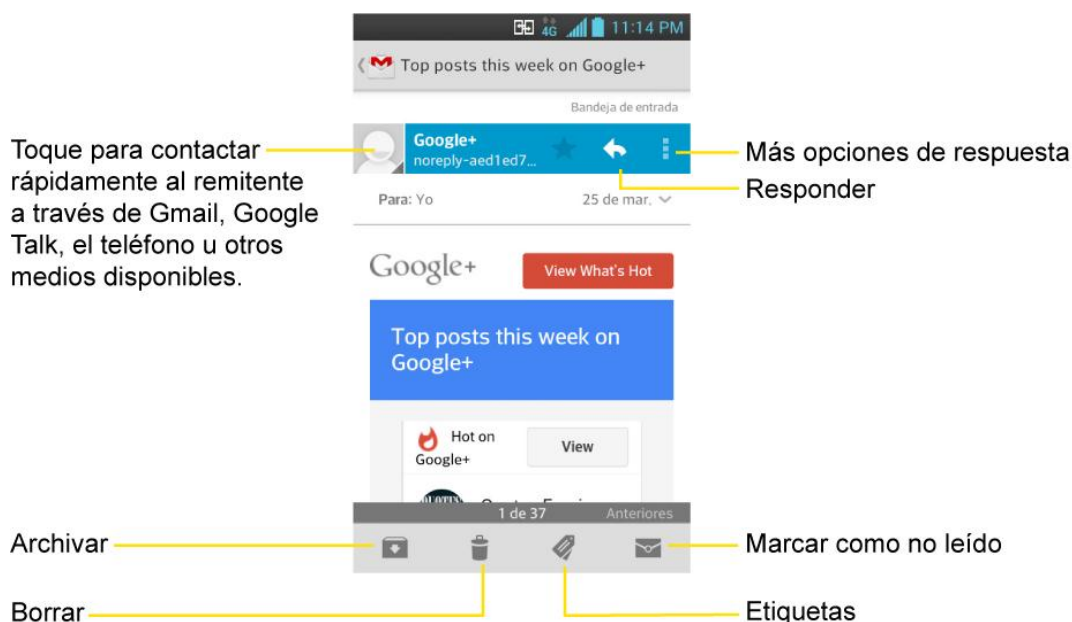 4G 11:14 PM
Top posts this week on Google+
Bandeja de entrada
Google+
noreply-aed1ed7...
Para: Yo
25 de mar.
Toque para contactar
rápidamente al remitente
a través de Gmail, Google
Talk, el teléfono u otros
medios disponibles.
Más opciones de respuesta
Responder
Google+
View What's Hot
Top posts this week on
Google+
Hot on
Google+
View
1 de 37
Anteriores
Archivar
Marcar como no leído
Borrar
Etiquetas